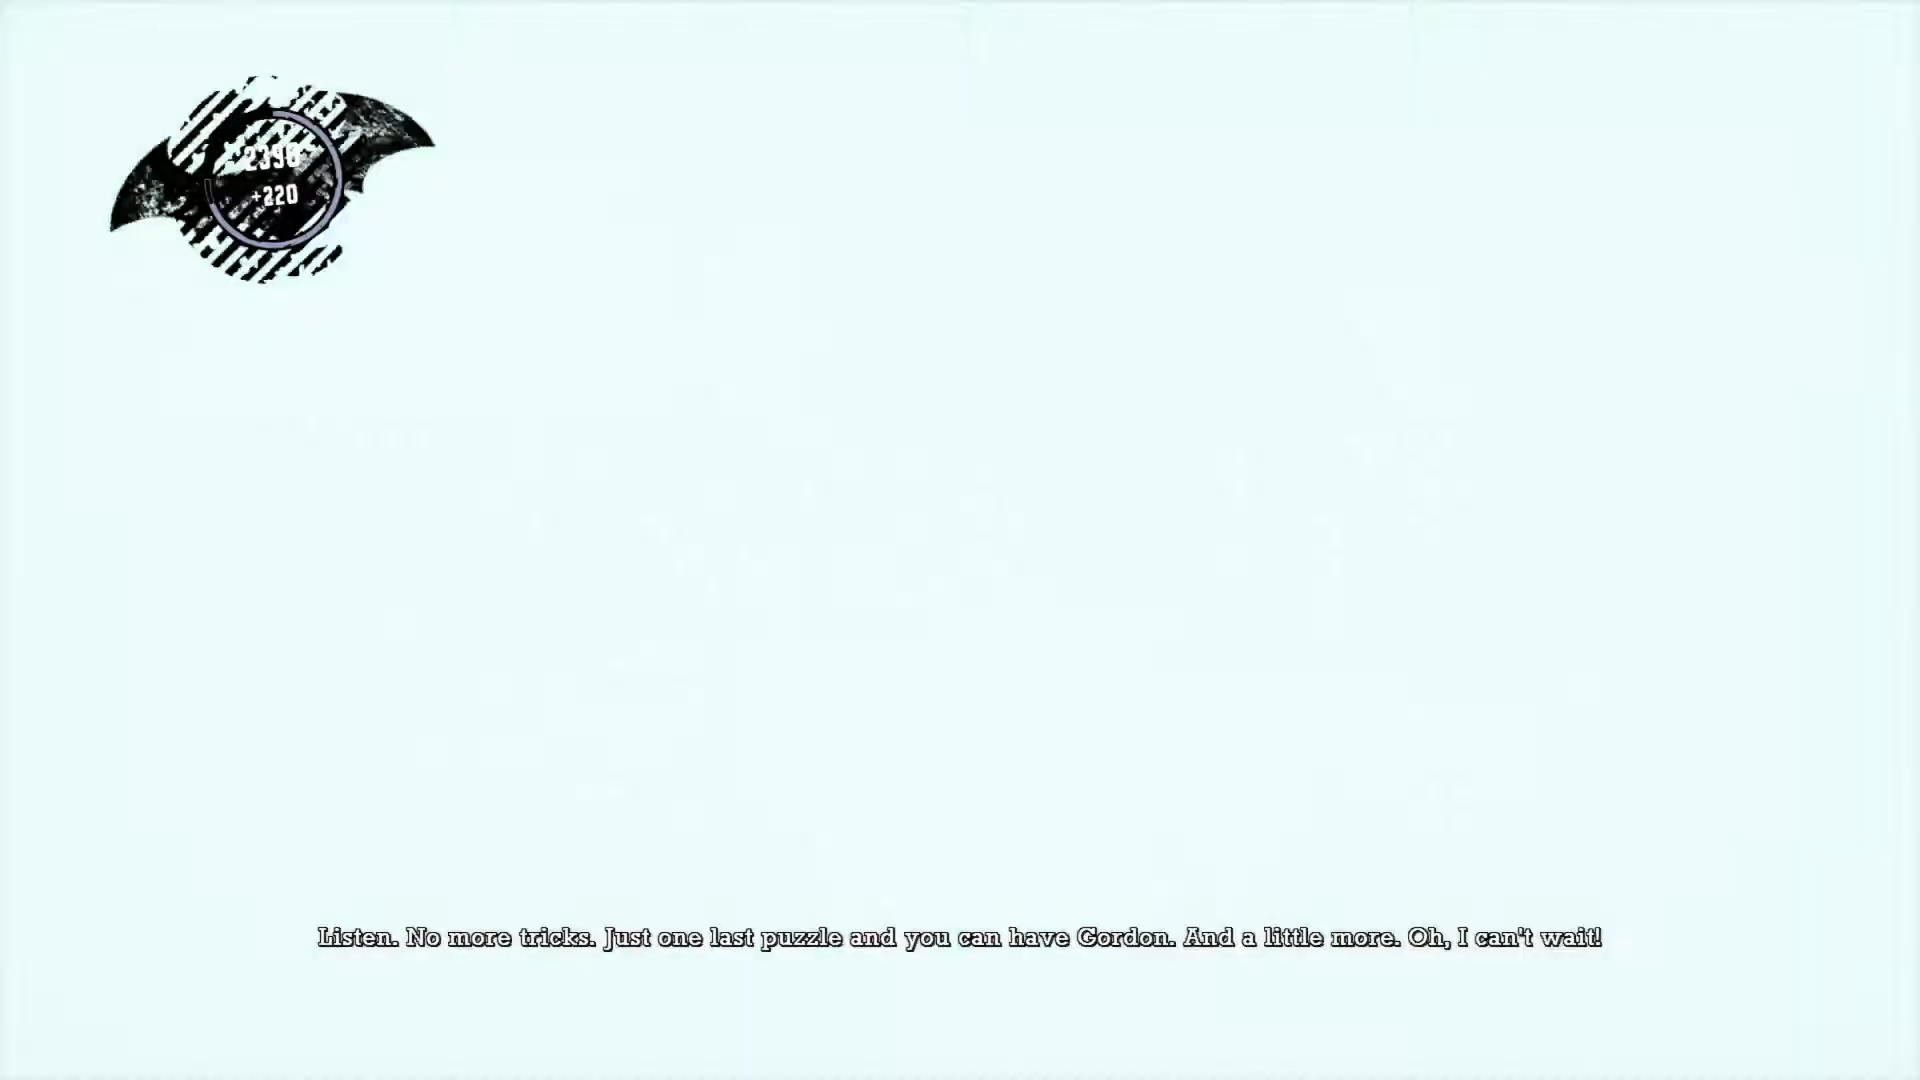 2390
+220
Listen. No more tricks. Just one last puzzle and you can have Gordon. And a little more. Oh, I can't wait!